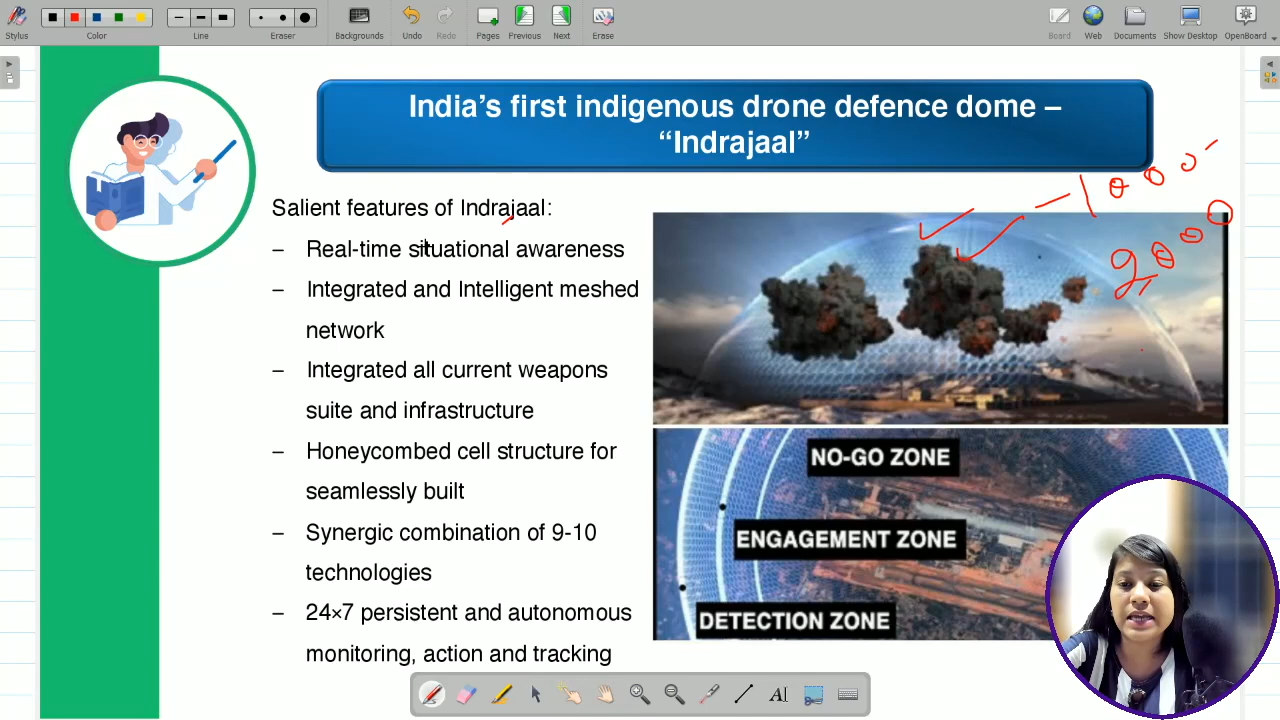 Stylus
Color
Line
Eraser
Backgrounds
Undo
Redo
Pages
Previous
Next
Erase
Board
Web
Documents
Show Desktop
OpenBoard
India's first indigenous drone defence dome –
“Indrajaal”
Salient features of Indrajaal:
– Real-time situational awareness
– Integrated and Intelligent meshed
network
– Integrated all current weapons
suite and infrastructure
– Honeycombed cell structure for
seamlessly built
– Synergic combination of 9-10
technologies
– 24×7 persistent and autonomous
monitoring, action and tracking
1000
2000
NO-GO ZONE
ENGAGEMENT ZONE
DETECTION ZONE